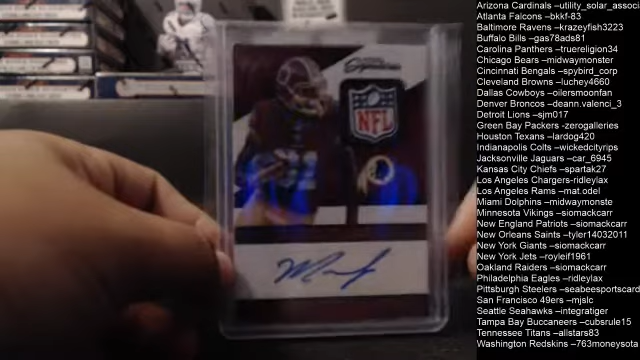 Arizona Cardinals –utility_solar_associ
Atlanta Falcons –bkkf-83
Baltimore Ravens –krazeyfish3223
Buffalo Bills –gas78ads81
Carolina Panthers –truereligion34
Chicago Bears –midwaymonster
Cincinnati Bengals –spybird_corp
Cleveland Browns –luchey4660
Dallas Cowboys –oilersmoonfan
Denver Broncos –deann.valenci_3
Detroit Lions –sjm017
Green Bay Packers -zerogalleries
Houston Texans –lardog420
Indianapolis Colts –wickedcityrips
Jacksonville Jaguars –car_6945
Kansas City Chiefs –spartak27
Los Angeles Chargers-ridleylax
Los Angeles Rams –mat.odel
Miami Dolphins –midwaymonste
Minnesota Vikings –siomackcarr
New England Patriots –siomackcarr
New Orleans Saints –tyler14032011
New York Giants –siomackcarr
New York Jets –royleif1961
Oakland Raiders –siomackcarr
Philadelphia Eagles –ridleylax
Pittsburgh Steelers –seabeesportscard
San Francisco 49ers –mjslc
Seattle Seahawks –integratiger
Tampa Bay Buccaneers –cubsrule15
Tennessee Titans –allstars83
Washington Redskins –763moneysota
Signatures
NFL